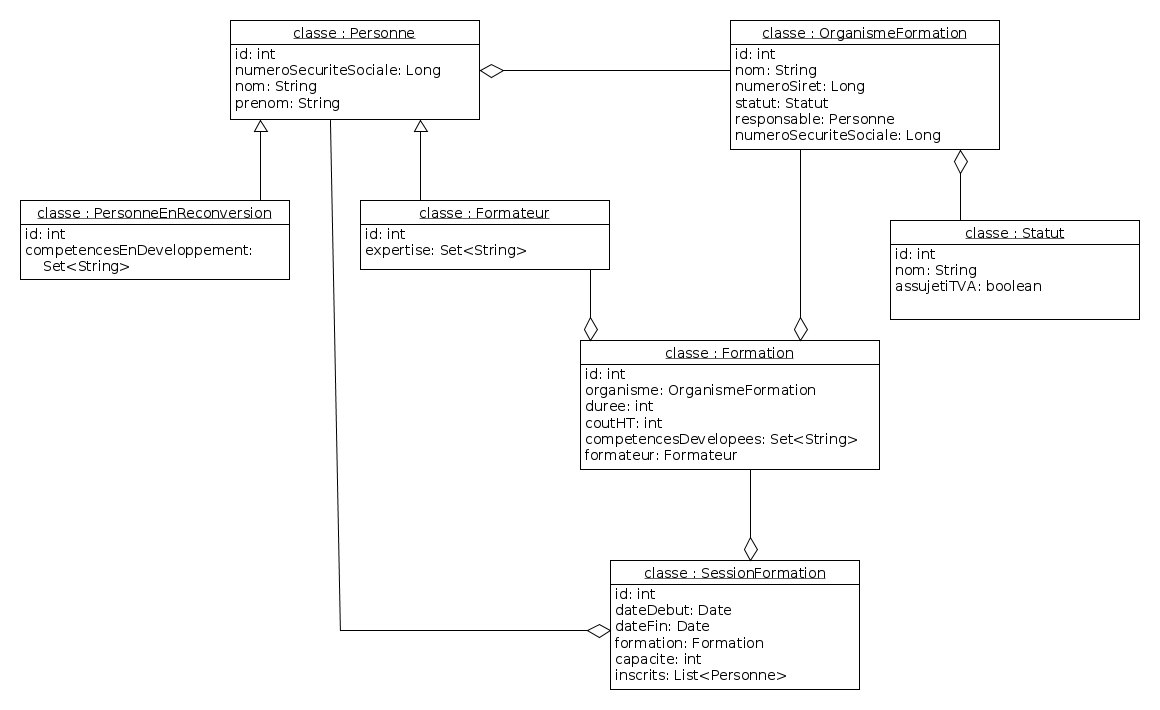 classe : Personne
id: int
numeroSecuriteSociale: Long
nom: String
prenom: String
classe : OrganismeFormation
id: int
nom: String
numeroSiret: Long
statut: Statut
responsable: Personne
numeroSecuriteSociale: Long
classe : PersonneEnReconversion
id: int
competencesEnDeveloppement:
Set<String>
classe : Formateur
id: int
expertise: Set<String>
classe : Statut
id: int
nom: String
assujetiTVA: boolean
classe : Formation
id: int
organisme: OrganismeFormation
duree: int
coutHT: int
competencesDevelopees: Set<String>
formateur: Formateur
classe : SessionFormation
id: int
dateDebut: Date
dateFin: Date
formation: Formation
capacite: int
inscrits: List<Personne>